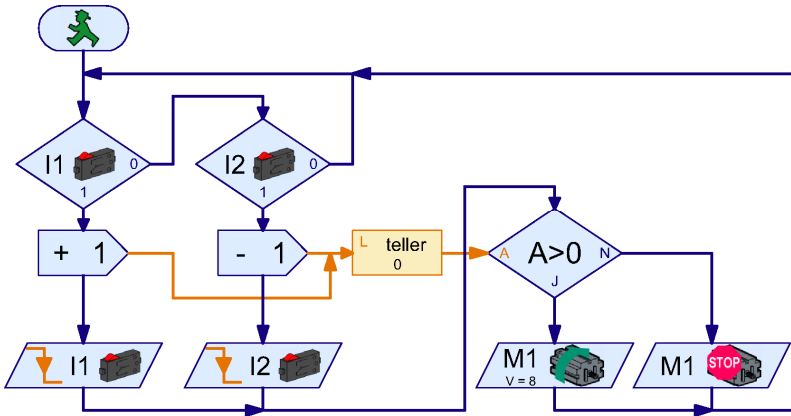 I1
0
1
I2
0
1
+ 1
- 1
L
teller
0
A
A>0
N
J
I1
I2
M1
V = 8
M1
STOP